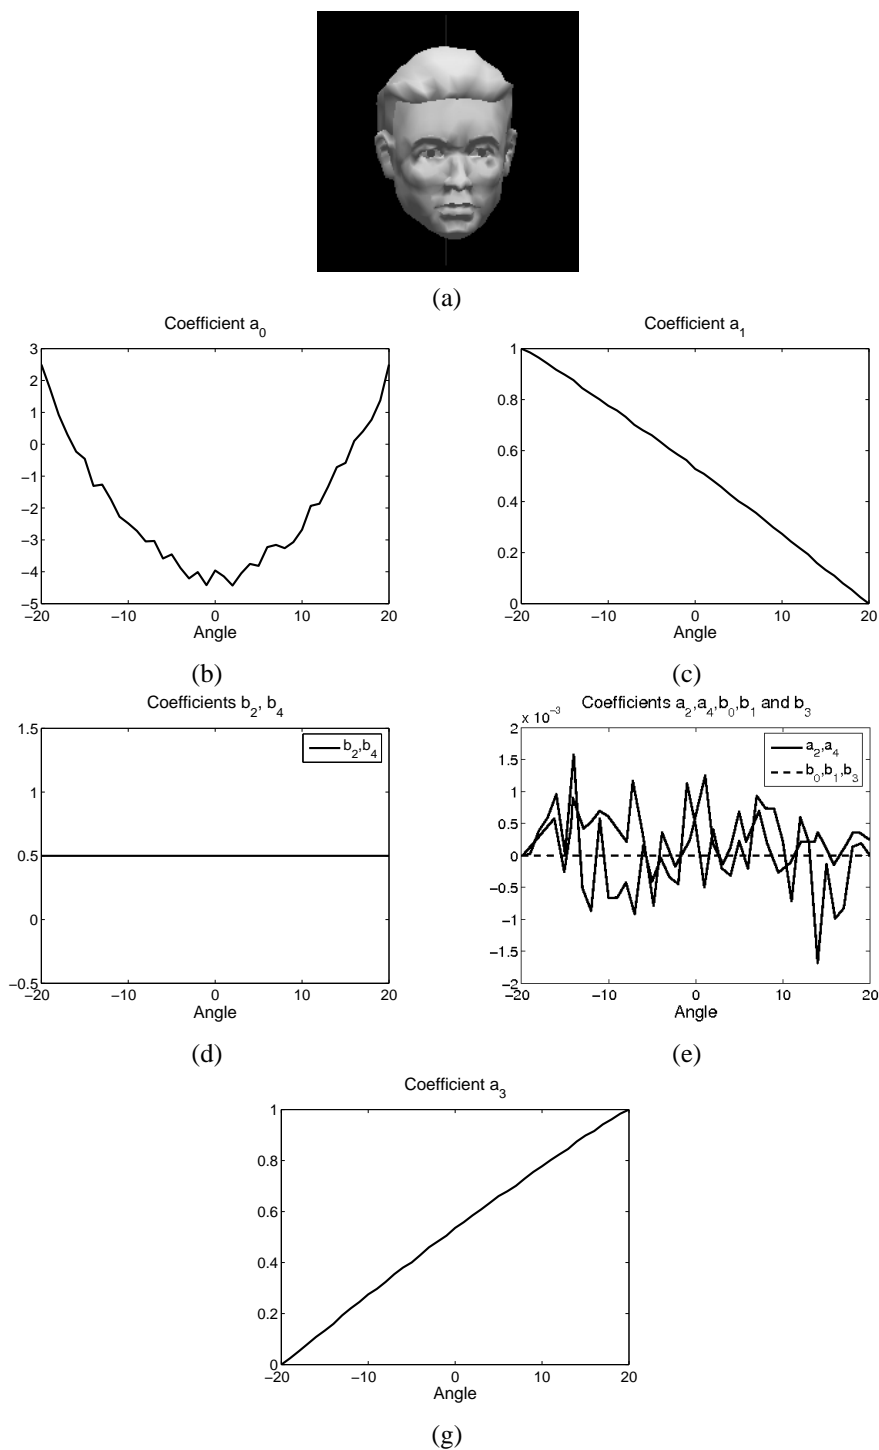 (a)
Coefficient a0
3
2
1
0
−1
−2
−3
−4
−5
−20 −10 0 10 20
Angle
(b)
Coefficient a1
1
0.8
0.6
0.4
0.2
0
−20 −10 0 10 20
Angle
(c)
Coefficients b2, b4
1.5
1
0.5
0
−0.5
−20 −10 0 10 20
b2,b4
Angle
(d)
Coefficients a2,a4,b0,b1 and b3
x 10−3
2
1.5
1
0.5
0
−0.5
−1
−1.5
−2
−20 −10 0 10 20
a2,a4
b0,b1,b3
Angle
(e)
Coefficient a3
1
0.8
0.6
0.4
0.2
0
−20 −10 0 10 20
Angle
(g)